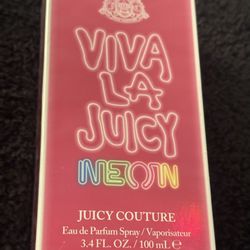 VIVA
LA
JUICY
NEON
JUICY COUTURE
Eau de Parfum Spray / Vaporisateur
3.4 FL. OZ. / 100 mL ℮